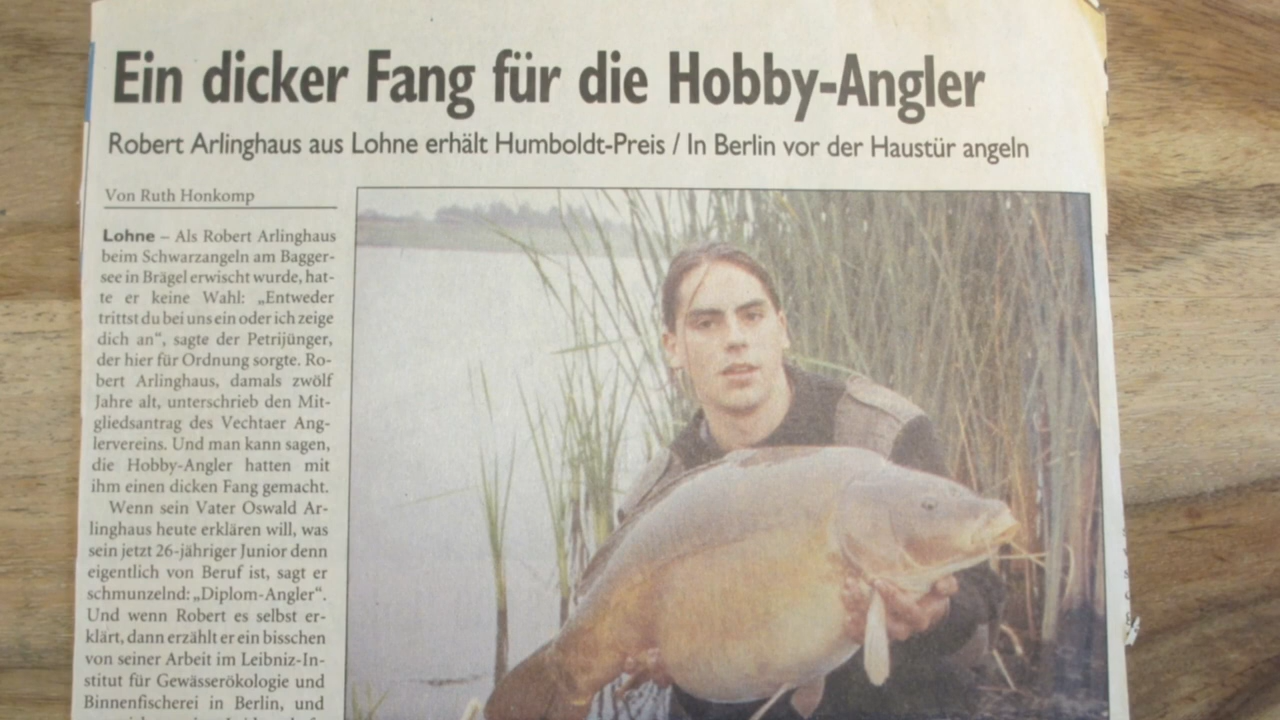 Ein dicker Fang für die Hobby-Angler
Robert Arlinghaus aus Lohne erhält Humboldt-Preis / In Berlin vor der Haustür angeln
Von Ruth Honkomp
Lohne – Als Robert Arlinghaus
beim Schwarzangeln am Bagger-
see in Brägel erwischt wurde, hat-
te er keine Wahl: „Entweder
trittst du bei uns ein oder ich zeige
dich an“, sagte der Petrijünger,
der hier für Ordnung sorgte. Ro-
bert Arlinghaus, damals zwölf
Jahre alt, unterschrieb den Mit-
gliedsantrag des Vechtaer Ang-
lervereins. Und man kann sagen,
die Hobby-Angler hatten mit
ihm einen dicken Fang gemacht.
Wenn sein Vater Oswald Ar-
linghaus heute erklären will, was
sein jetzt 26-jähriger Junior denn
eigentlich von Beruf ist, sagt er
schmunzelnd: „Diplom-Angler“.
Und wenn Robert es selbst er-
klärt, dann erzählt er ein bisschen
von seiner Arbeit im Leibniz-In-
stitut für Gewässerökologie und
Binnenfischerei in Berlin, und